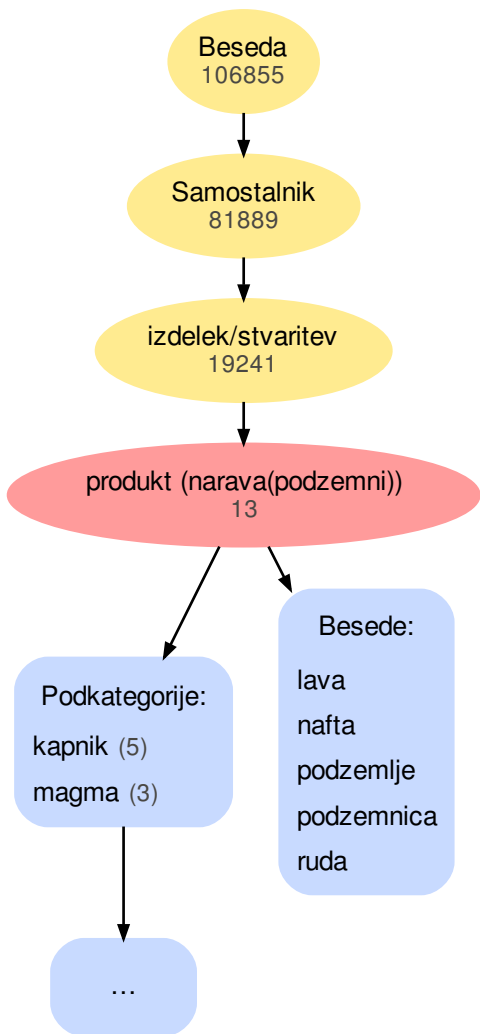 Beseda
106855
Samostalnik
81889
izdelek/stvaritev
19241
produkt (narava(podzemni))
13
Podkategorije:
kapnik (5)
magma (3)
…
Besede:
lava
nafta
podzemlje
podzemnica
ruda